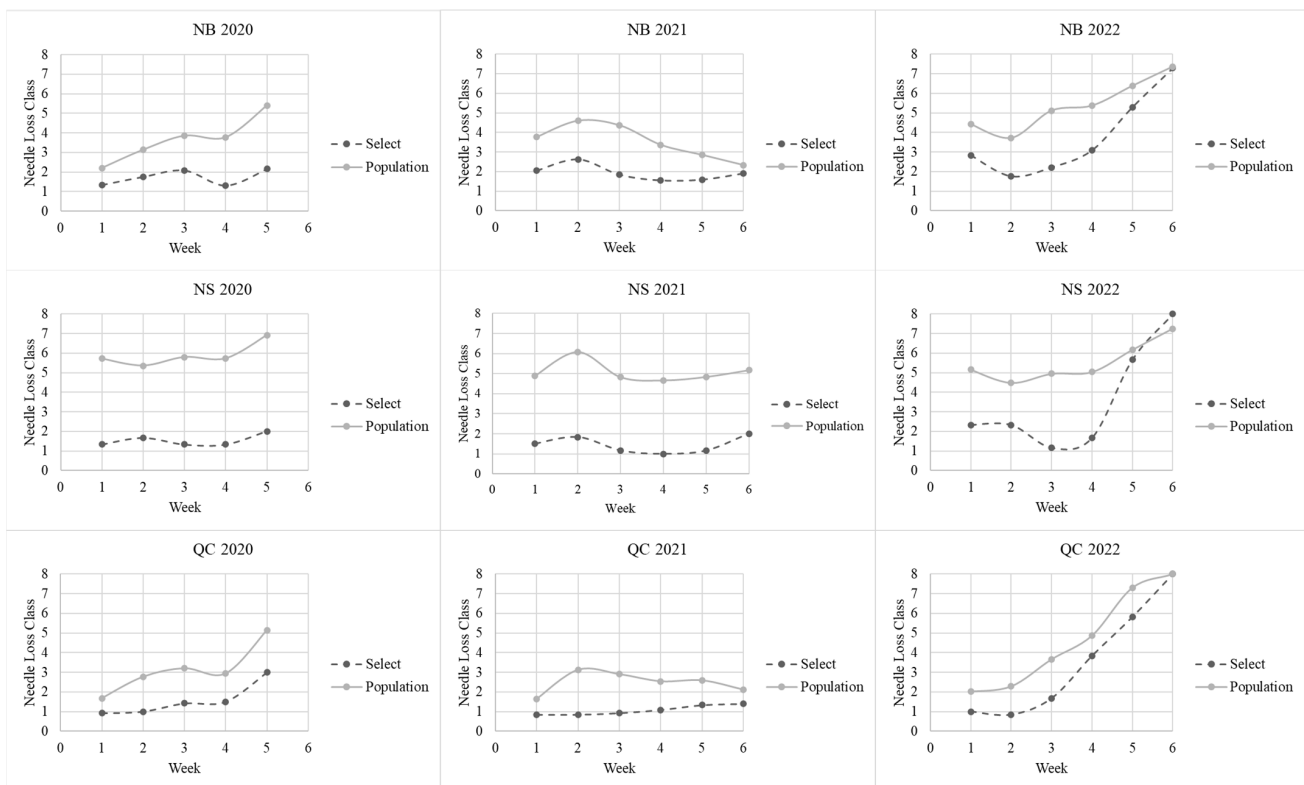 NB 2020
Needle Loss Class
8
7
6
5
4
3
2
1
0
0 1 2 3 4 5 6
Week
Select
Population
NB 2021
Needle Loss Class
8
7
6
5
4
3
2
1
0
0 1 2 3 4 5 6
Week
Select
Population
NB 2022
Needle Loss Class
8
7
6
5
4
3
2
1
0
0 1 2 3 4 5 6
Week
Select
Population
NS 2020
Needle Loss Class
8
7
6
5
4
3
2
1
0
0 1 2 3 4 5 6
Week
Select
Population
NS 2021
Needle Loss Class
8
7
6
5
4
3
2
1
0
0 1 2 3 4 5 6
Week
Select
Population
NS 2022
Needle Loss Class
8
7
6
5
4
3
2
1
0
0 1 2 3 4 5 6
Week
Select
Population
QC 2020
Needle Loss Class
8
7
6
5
4
3
2
1
0
0 1 2 3 4 5 6
Week
Select
Population
QC 2021
Needle Loss Class
8
7
6
5
4
3
2
1
0
0 1 2 3 4 5 6
Week
Select
Population
QC 2022
Needle Loss Class
8
7
6
5
4
3
2
1
0
0 1 2 3 4 5 6
Week
Select
Population